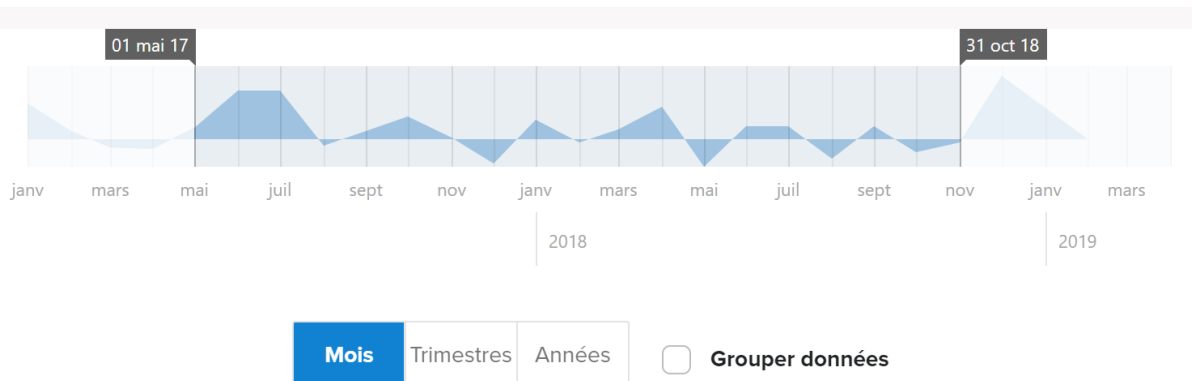 01 mai 17 31 oct 18
janv mars mai juil sept nov janv mars mai juil sept nov janv mars
2018 2019
Mois Trimestres Années Grouper données